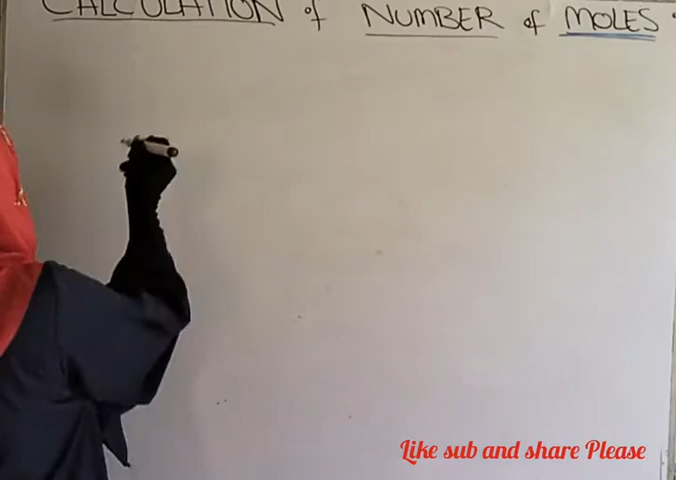 CALCULATION of NUMBER of MOLES.
Like sub and share Please